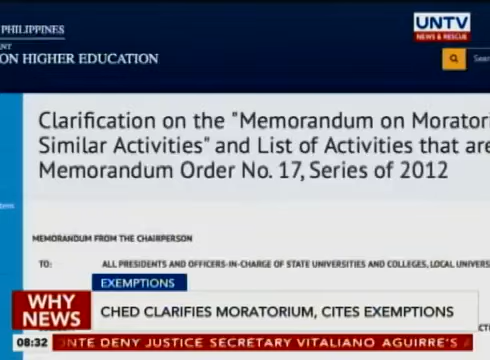 PHILIPPINES
UNTV
NEWS & RESCUE
ON HIGHER EDUCATION
Clarification on the "Memorandum on Moratori
Similar Activities" and List of Activities that are
Memorandum Order No. 17, Series of 2012
MEMORANDUM FROM THE CHAIRPERSON
TO: ALL PRESIDENTS AND OFFICERS-IN-CHARGE OF STATE UNIVERSITIES AND COLLEGES, LOCAL UNIVERS
EXEMPTIONS
WHY NEWS
CHED CLARIFIES MORATORIUM, CITES EXEMPTIONS
08:32 ONTE DENY JUSTICE SECRETARY VITALIANO AGUIRRE'S